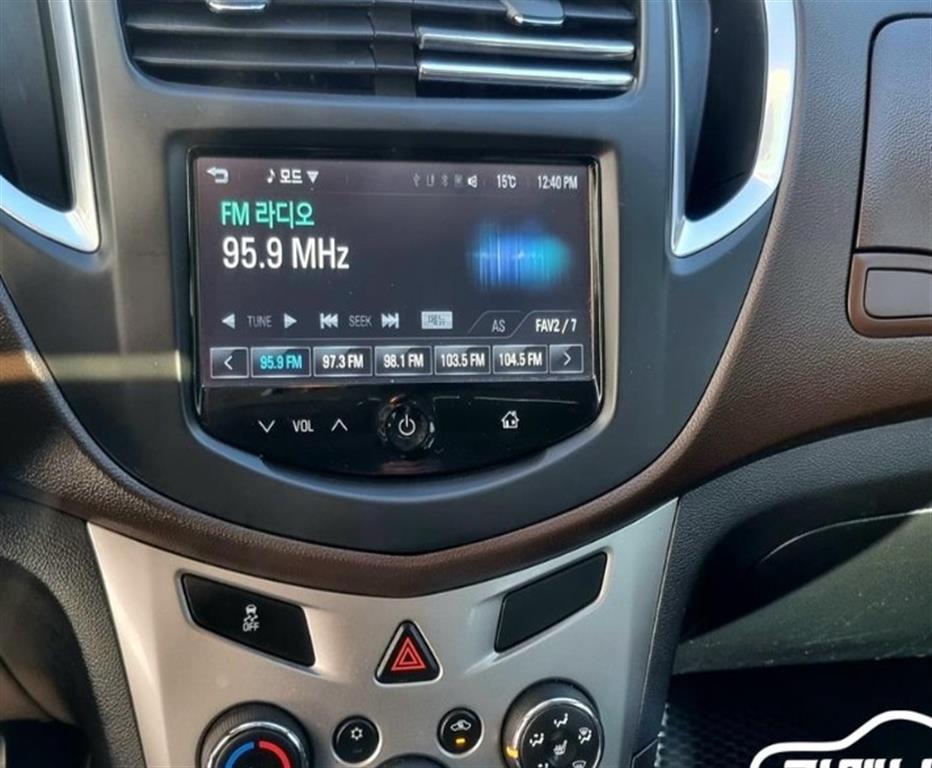 모드 15℃ 12:40 PM
FM 라디오
95.9 MHz
TUNE SEEK AS FAV2 / 7
95.9 FM 97.3 FM 98.1 FM 103.5 FM 104.5 FM
VOL
OFF